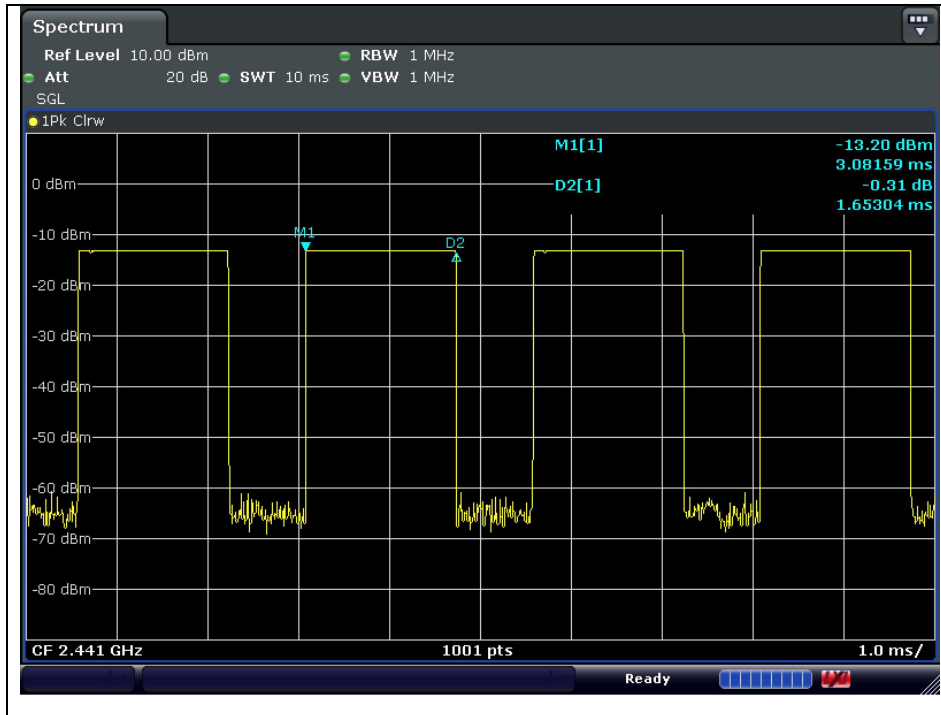 Spectrum
Ref Level 10.00 dBm RBW 1 MHz
Att 20 dB SWT 10 ms VBW 1 MHz
SGL
1Pk Clrw
M1[1] -13.20 dBm
3.08159 ms
0 dBm D2[1] -0.31 dB
1.65304 ms
-10 dBm M1
D2
-20 dBm
-30 dBm
-40 dBm
-50 dBm
-60 dBm
-70 dBm
-80 dBm
CF 2.441 GHz 1001 pts 1.0 ms/
Ready